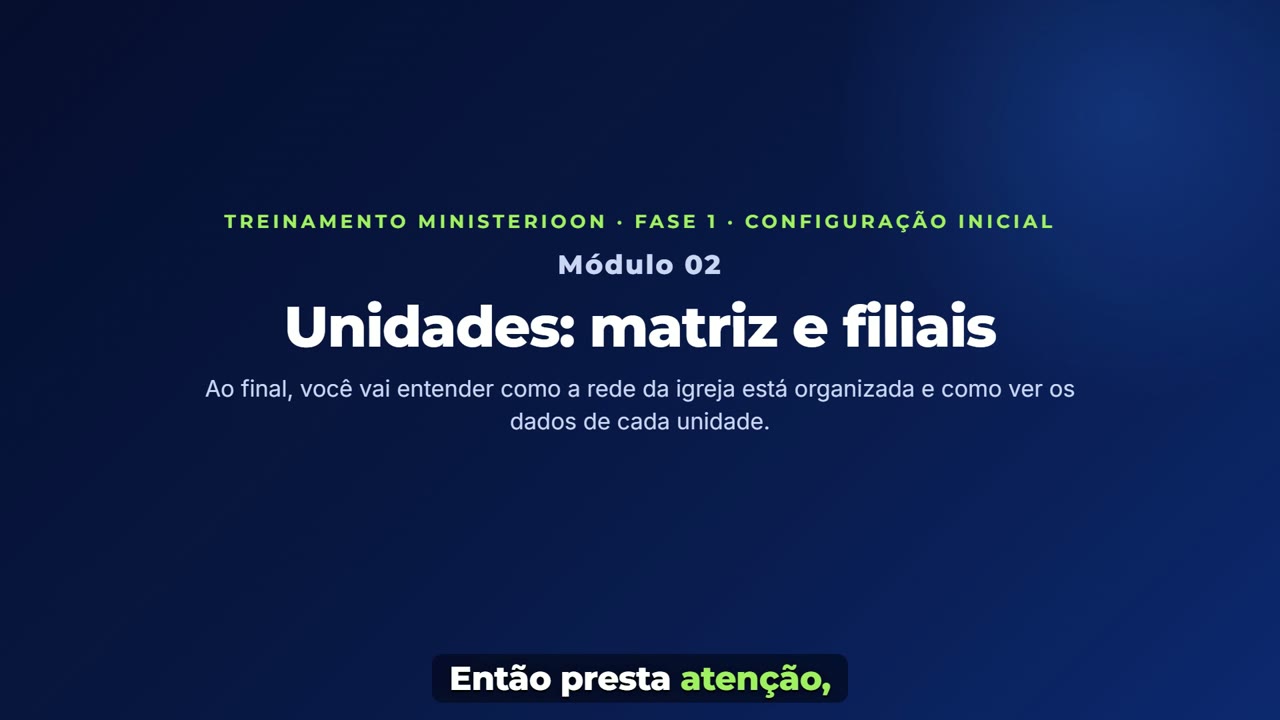 TREINAMENTO MINISTERIOON · FASE 1 · CONFIGURAÇÃO INICIAL
Módulo 02
Unidades: matriz e filiais
Ao final, você vai entender como a rede da igreja está organizada e como ver os
dados de cada unidade.
Então presta atenção,